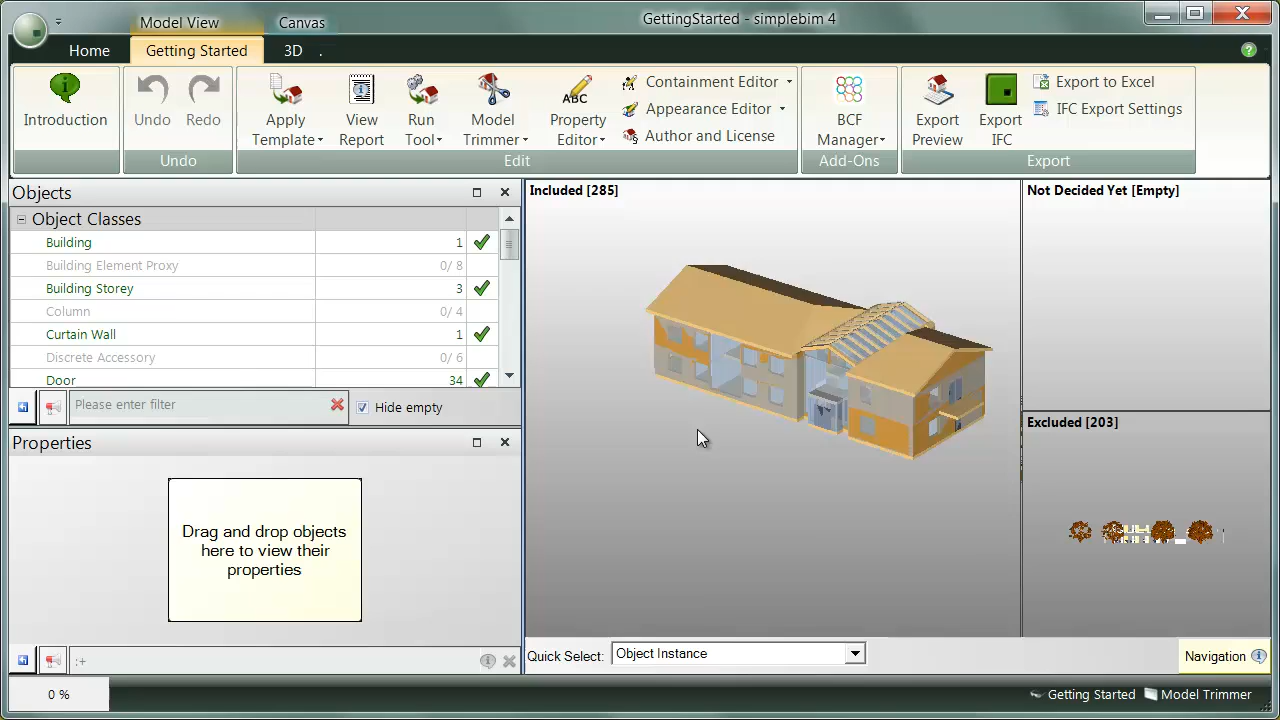 GettingStarted - simplebim 4
Model View
Canvas
Home
Getting Started
3D
Introduction
Undo
Redo
Undo
Apply Template
View Report
Run Tool
Model Trimmer
Property Editor
Containment Editor
Appearance Editor
Author and License
Edit
BCF Manager
Add-Ons
Export Preview
Export IFC
Export to Excel
IFC Export Settings
Export
Objects
Object Classes
Building 1
Building Element Proxy 0/ 8
Building Storey 3
Column 0/ 4
Curtain Wall 1
Discrete Accessory 0/ 6
Door 34
Please enter filter
Hide empty
Properties
Drag and drop objects
here to view their
properties
:+
0 %
Included [285]
Not Decided Yet [Empty]
Excluded [203]
Quick Select: Object Instance
Navigation
Getting Started
Model Trimmer